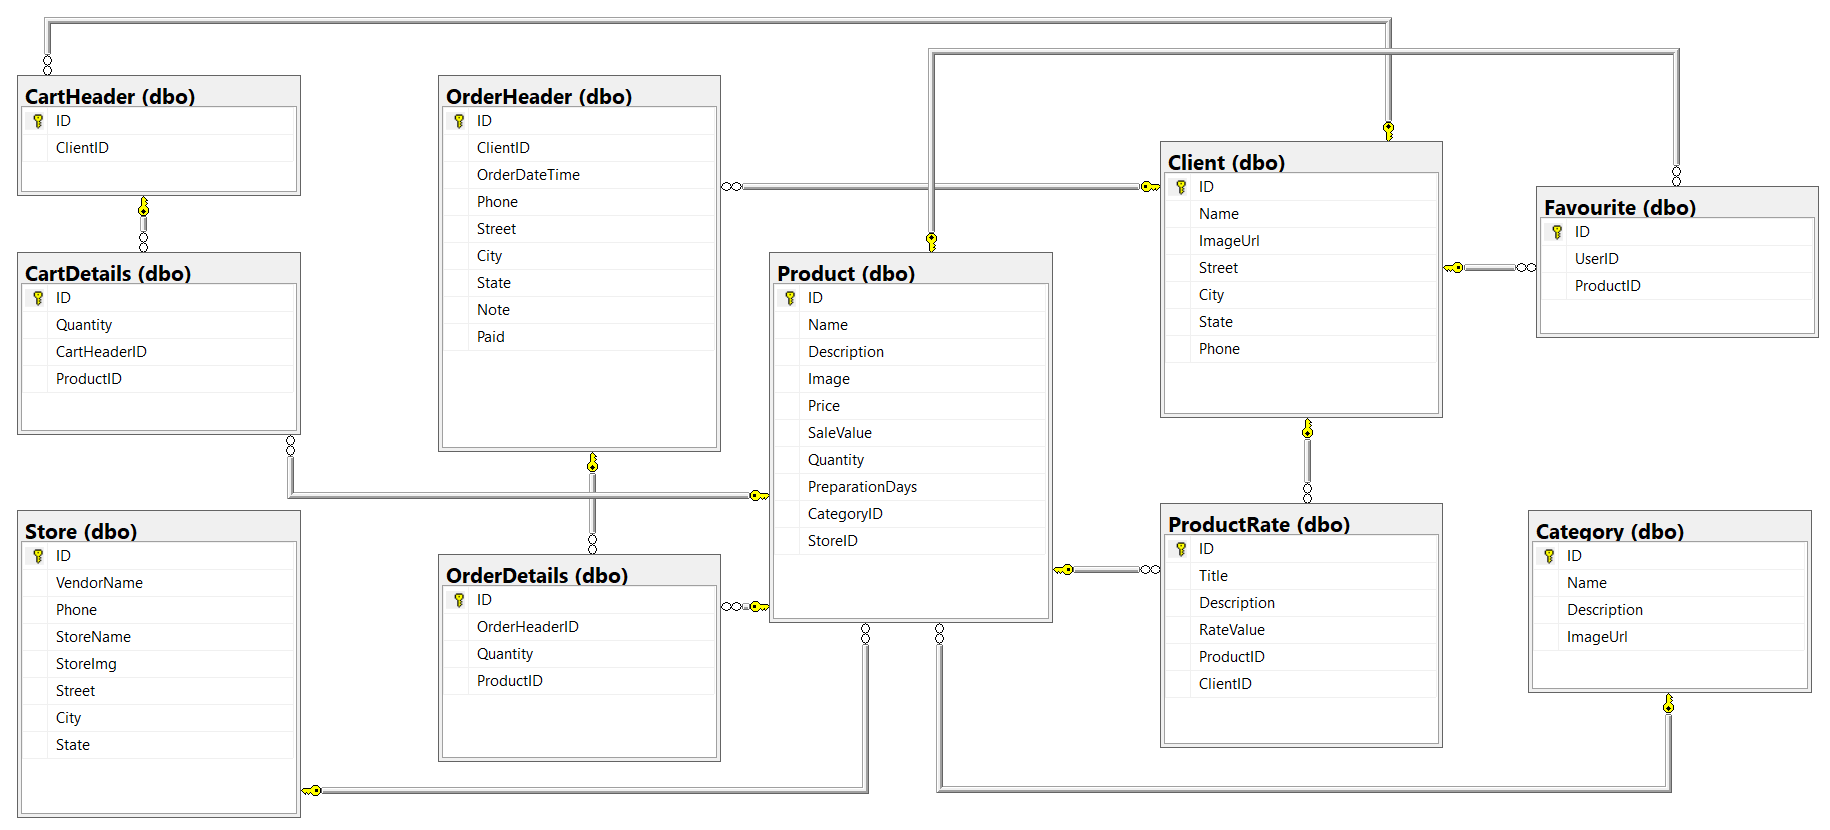 CartHeader (dbo)
ID
ClientID
CartDetails (dbo)
ID
Quantity
CartHeaderID
ProductID
Store (dbo)
ID
VendorName
Phone
StoreName
StoreImg
Street
City
State
OrderHeader (dbo)
ID
ClientID
OrderDateTime
Phone
Street
City
State
Note
Paid
OrderDetails (dbo)
ID
OrderHeaderID
Quantity
ProductID
Product (dbo)
ID
Name
Description
Image
Price
SaleValue
Quantity
PreparationDays
CategoryID
StoreID
Client (dbo)
ID
Name
ImageUrl
Street
City
State
Phone
ProductRate (dbo)
ID
Title
Description
RateValue
ProductID
ClientID
Favourite (dbo)
ID
UserID
ProductID
Category (dbo)
ID
Name
Description
ImageUrl